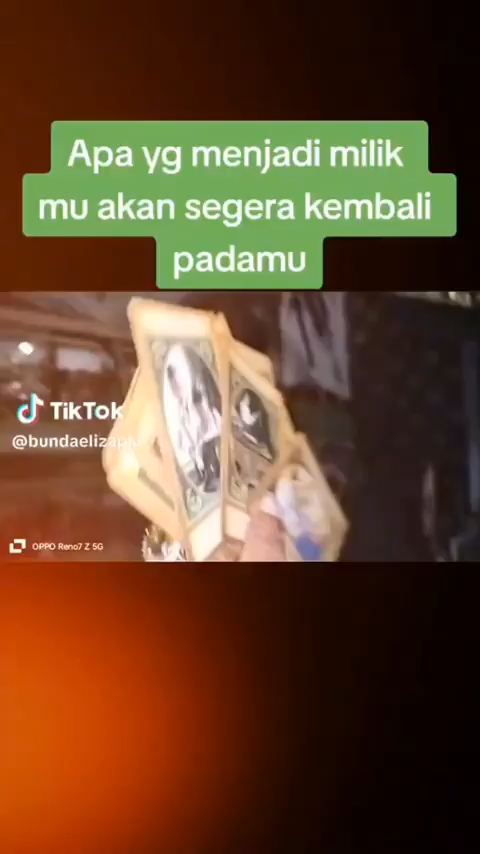 Apa yg menjadi milik
mu akan segera kembali
padamu
TikTok
OPPO Reno7 Z 5G